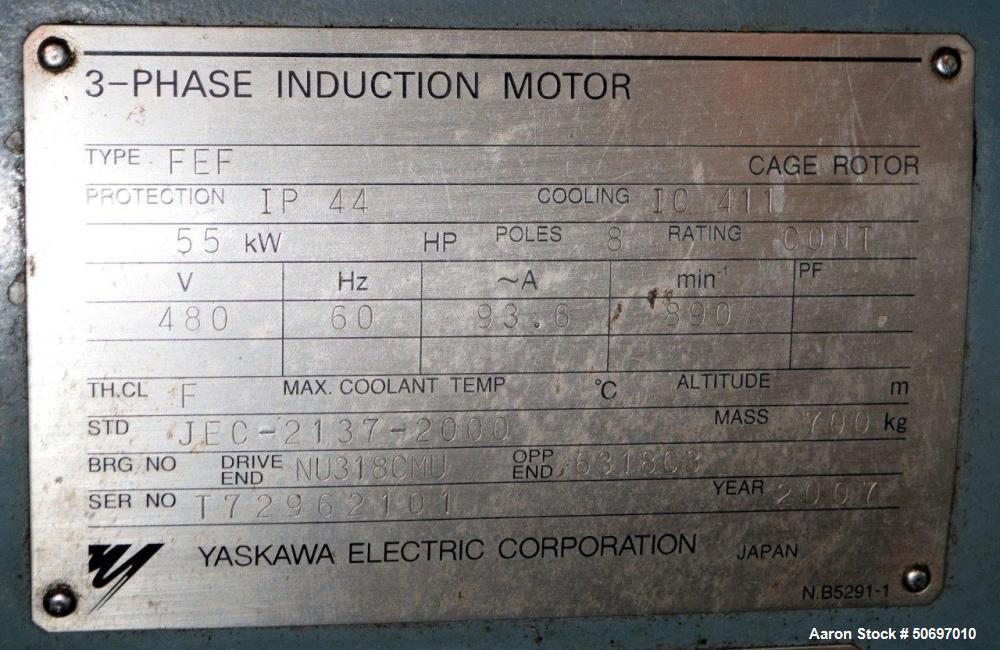 3-PHASE INDUCTION MOTOR
TYPE FEF CAGE ROTOR
PROTECTION IP 44 COOLING IC 411
55 kW HP POLES 8 RATING CONT
V Hz ~A min⁻¹ PF
480 60 93.6 890
TH.CL F MAX. COOLANT TEMP °C ALTITUDE m
STD JEC-2137-2000 MASS 700 kg
BRG. NO DRIVE END NU318CMU OPP END 6318C3
SER NO T72962101 YEAR 2007
YASKAWA ELECTRIC CORPORATION JAPAN
N.B5291-1
Aaron Stock # 50697010